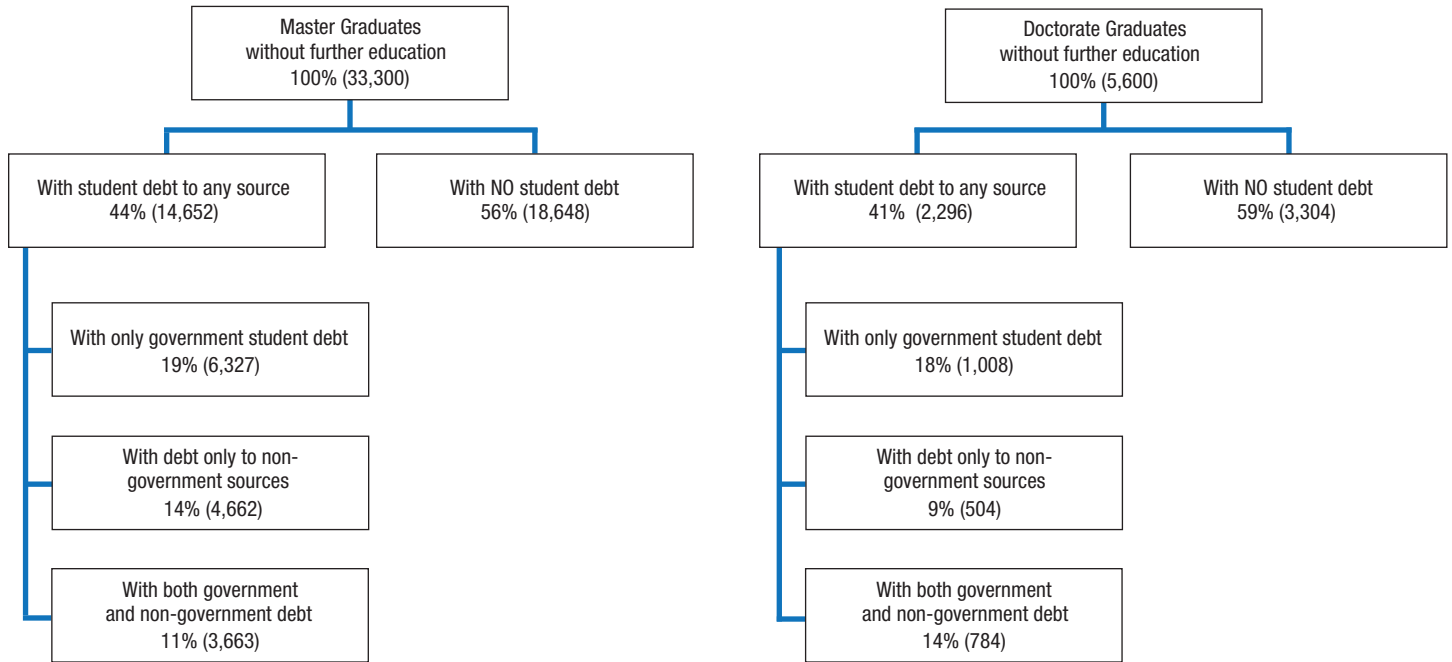 Master Graduates
without further education
100% (33,300)
With student debt to any source
44% (14,652)
With NO student debt
56% (18,648)
With only government student debt
19% (6,327)
With debt only to non-
government sources
14% (4,662)
With both government
and non-government debt
11% (3,663)
Doctorate Graduates
without further education
100% (5,600)
With student debt to any source
41% (2,296)
With NO student debt
59% (3,304)
With only government student debt
18% (1,008)
With debt only to non-
government sources
9% (504)
With both government
and non-government debt
14% (784)